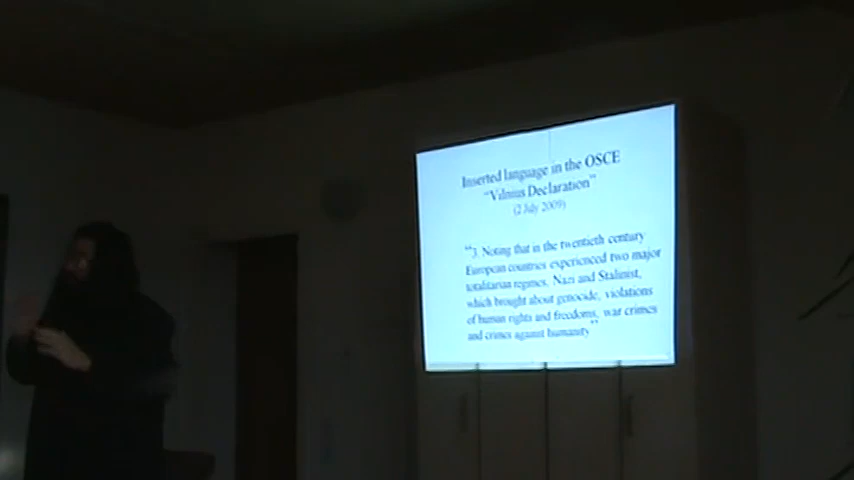 Inserted language in the OSCE
"Vilnius Declaration"
(2 July 2009)
"3. Noting that in the twentieth century
European countries experienced two major
totalitarian regimes, Nazi and Stalinist,
which brought about genocide, violations
of human rights and freedoms, war crimes
and crimes against humanity"